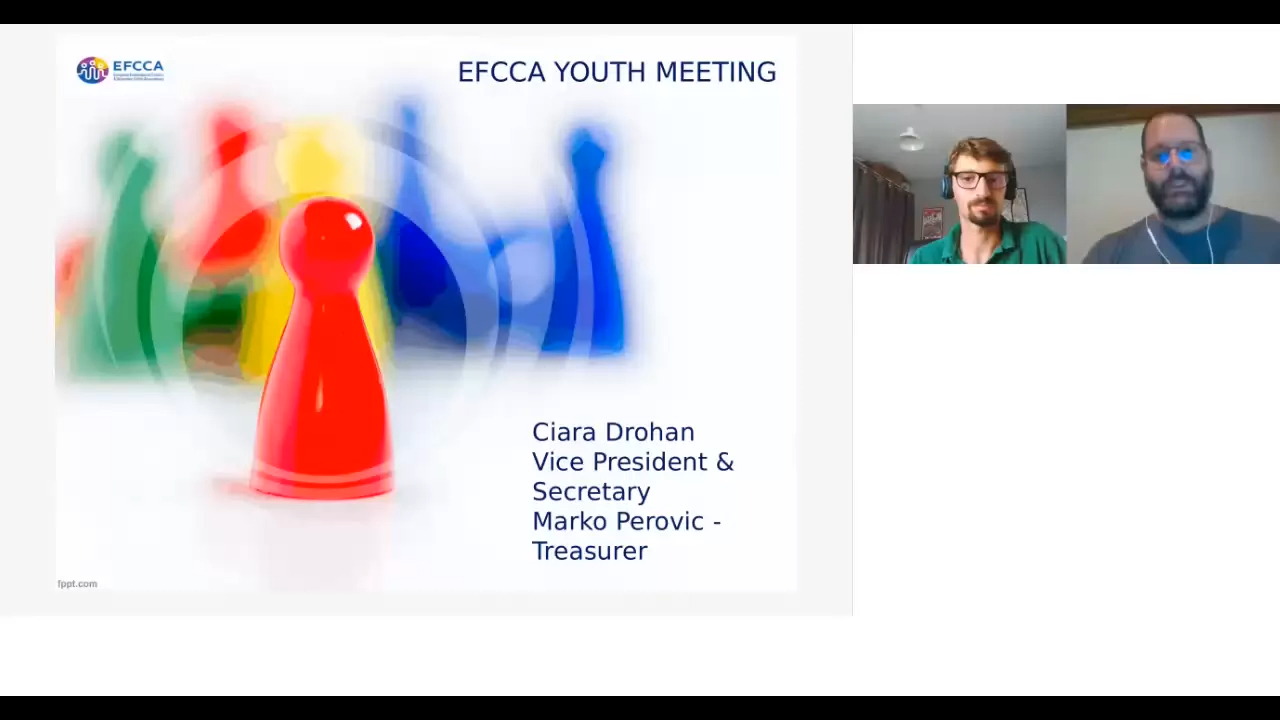 EFCCA
EFCCA YOUTH MEETING
Ciara Drohan
Vice President &
Secretary
Marko Perovic -
Treasurer
fppt.com